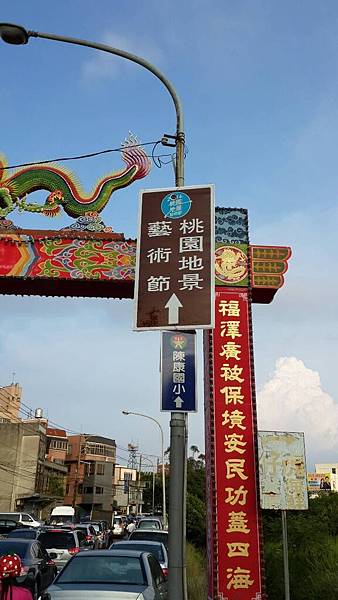 桃園地景
藝術節
陳康國小
福澤廣被保境安民功蓋四海